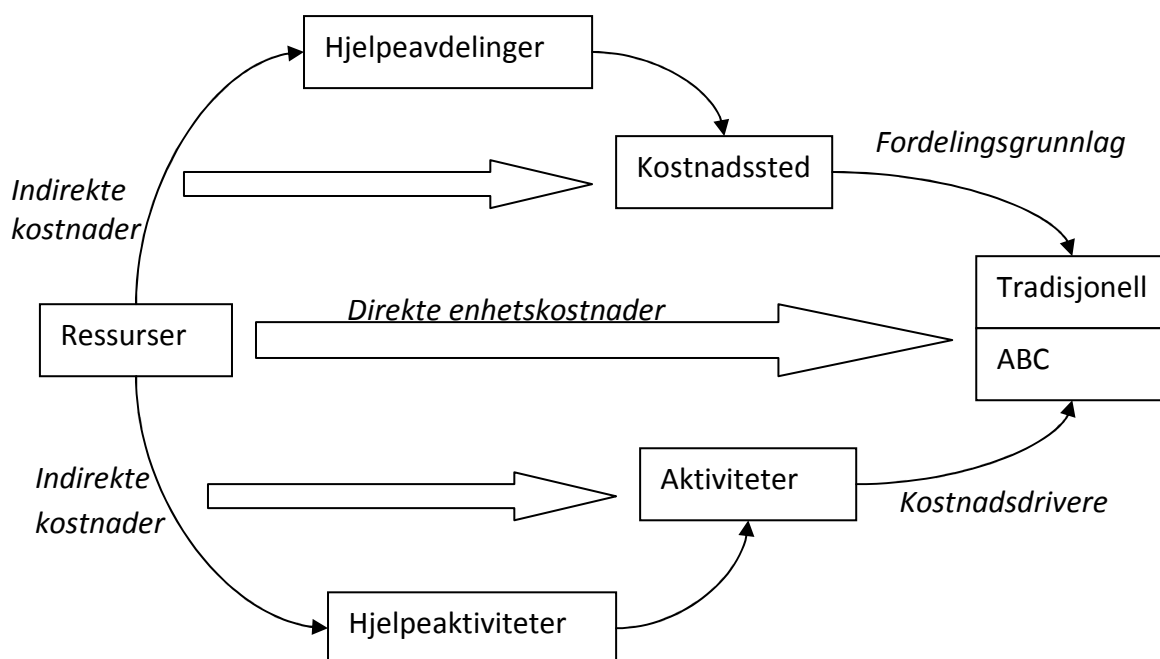 Hjelpeavdelinger
Fordelingsgrunnlag
Kostnadssted
Indirekte
kostnader
Tradisjonell
Direkte enhetskostnader
Ressurser
ABC
Indirekte
kostnader
Aktiviteter
Kostnadsdrivere
Hjelpeaktiviteter